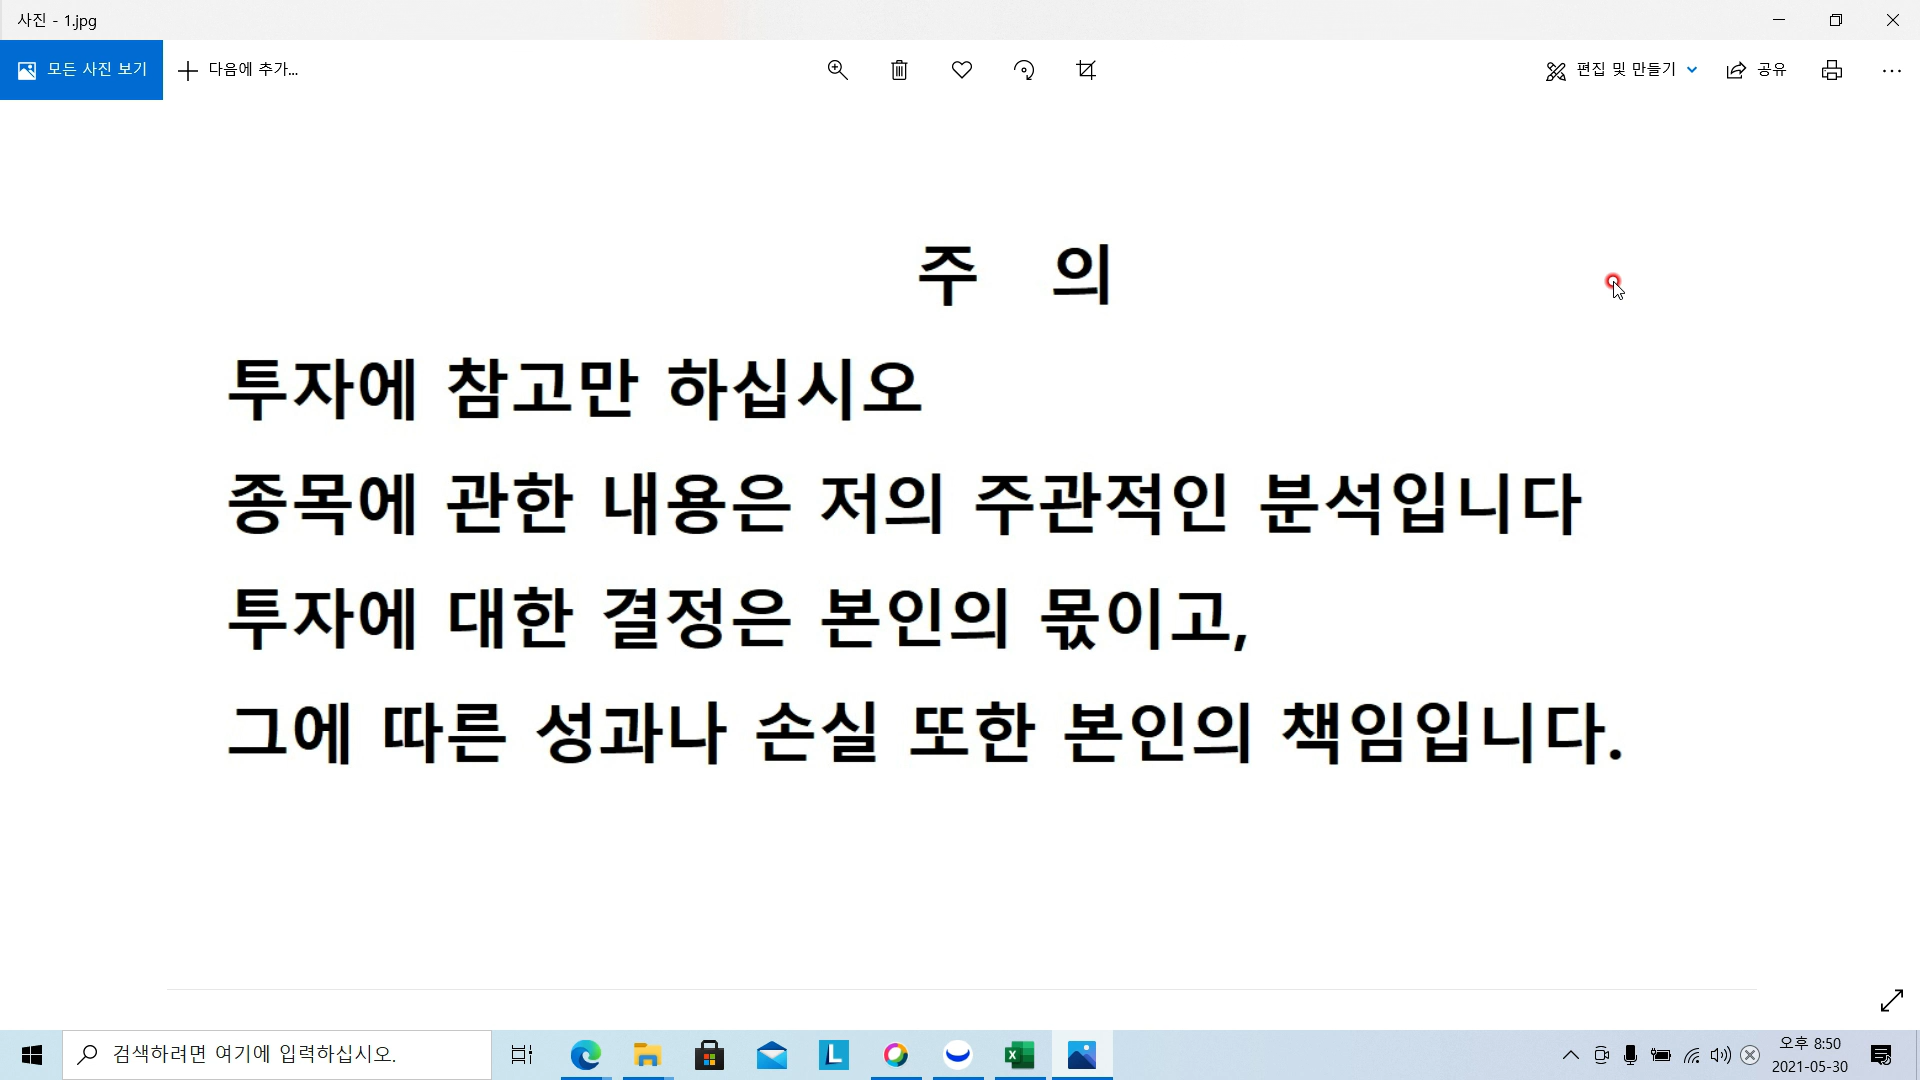 사진 - 1.jpg
모든 사진 보기
다음에 추가...
편집 및 만들기
공유
주 의
투자에 참고만 하십시오
종목에 관한 내용은 저의 주관적인 분석입니다
투자에 대한 결정은 본인의 몫이고,
그에 따른 성과나 손실 또한 본인의 책임입니다.
검색하려면 여기에 입력하십시오.
L
오후 8:50
2021-05-30